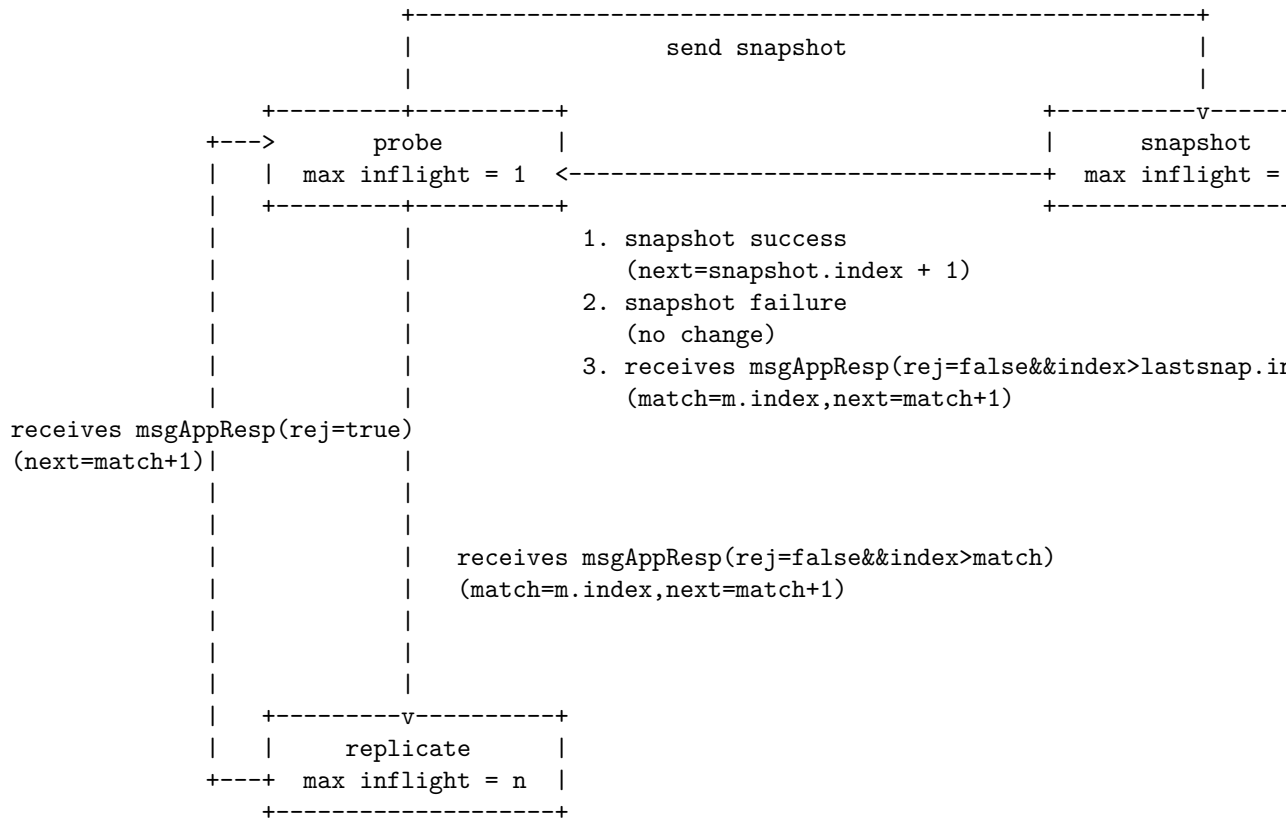 send snapshot
probe
max inflight = 1
snapshot
max inflight =
1. snapshot success
(next=snapshot.index + 1)
2. snapshot failure
(no change)
3. receives msgAppResp(rej=false&&index>lastsnap.in
(match=m.index,next=match+1)
receives msgAppResp(rej=true)
(next=match+1)
receives msgAppResp(rej=false&&index>match)
(match=m.index,next=match+1)
replicate
max inflight = n